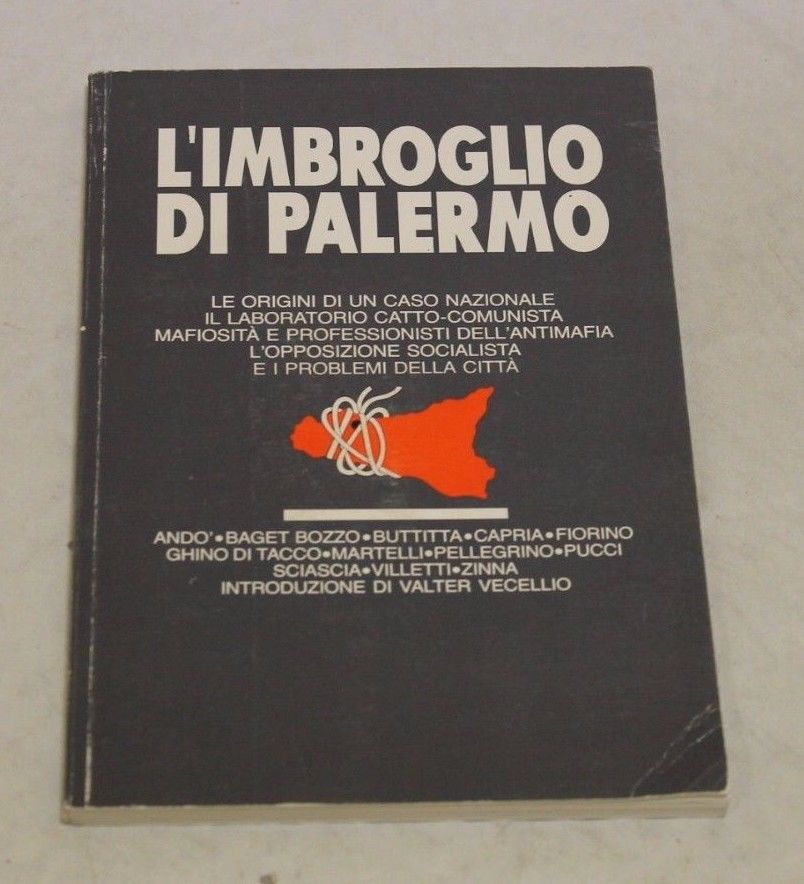 L'IMBROGLIO
DI PALERMO
LE ORIGINI DI UN CASO NAZIONALE
IL LABORATORIO CATTO-COMUNISTA
MAFIOSITÀ E PROFESSIONISTI DELL'ANTIMAFIA
L'OPPOSIZIONE SOCIALISTA
E I PROBLEMI DELLA CITTÀ
ANDO'•BAGET BOZZO•BUTTITTA•CAPRIA•FIORINO
GHINO DI TACCO•MARTELLI•PELLEGRINO•PUCCI
SCIASCIA•VILLETTI•ZINNA
INTRODUZIONE DI VALTER VECELLIO